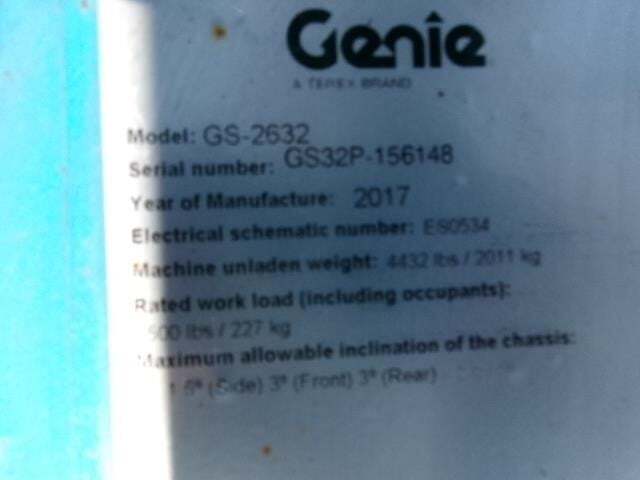 Genie
A TEREX BRAND
Model: GS-2632
Serial number: GS32P-156148
Year of Manufacture: 2017
Electrical schematic number: ES0534
Machine unladen weight: 4432 lbs / 2011 kg
Rated work load (including occupants):
500 lbs / 227 kg
Maximum allowable inclination of the chassis:
1.5° (Side) 3° (Front) 3° (Rear)